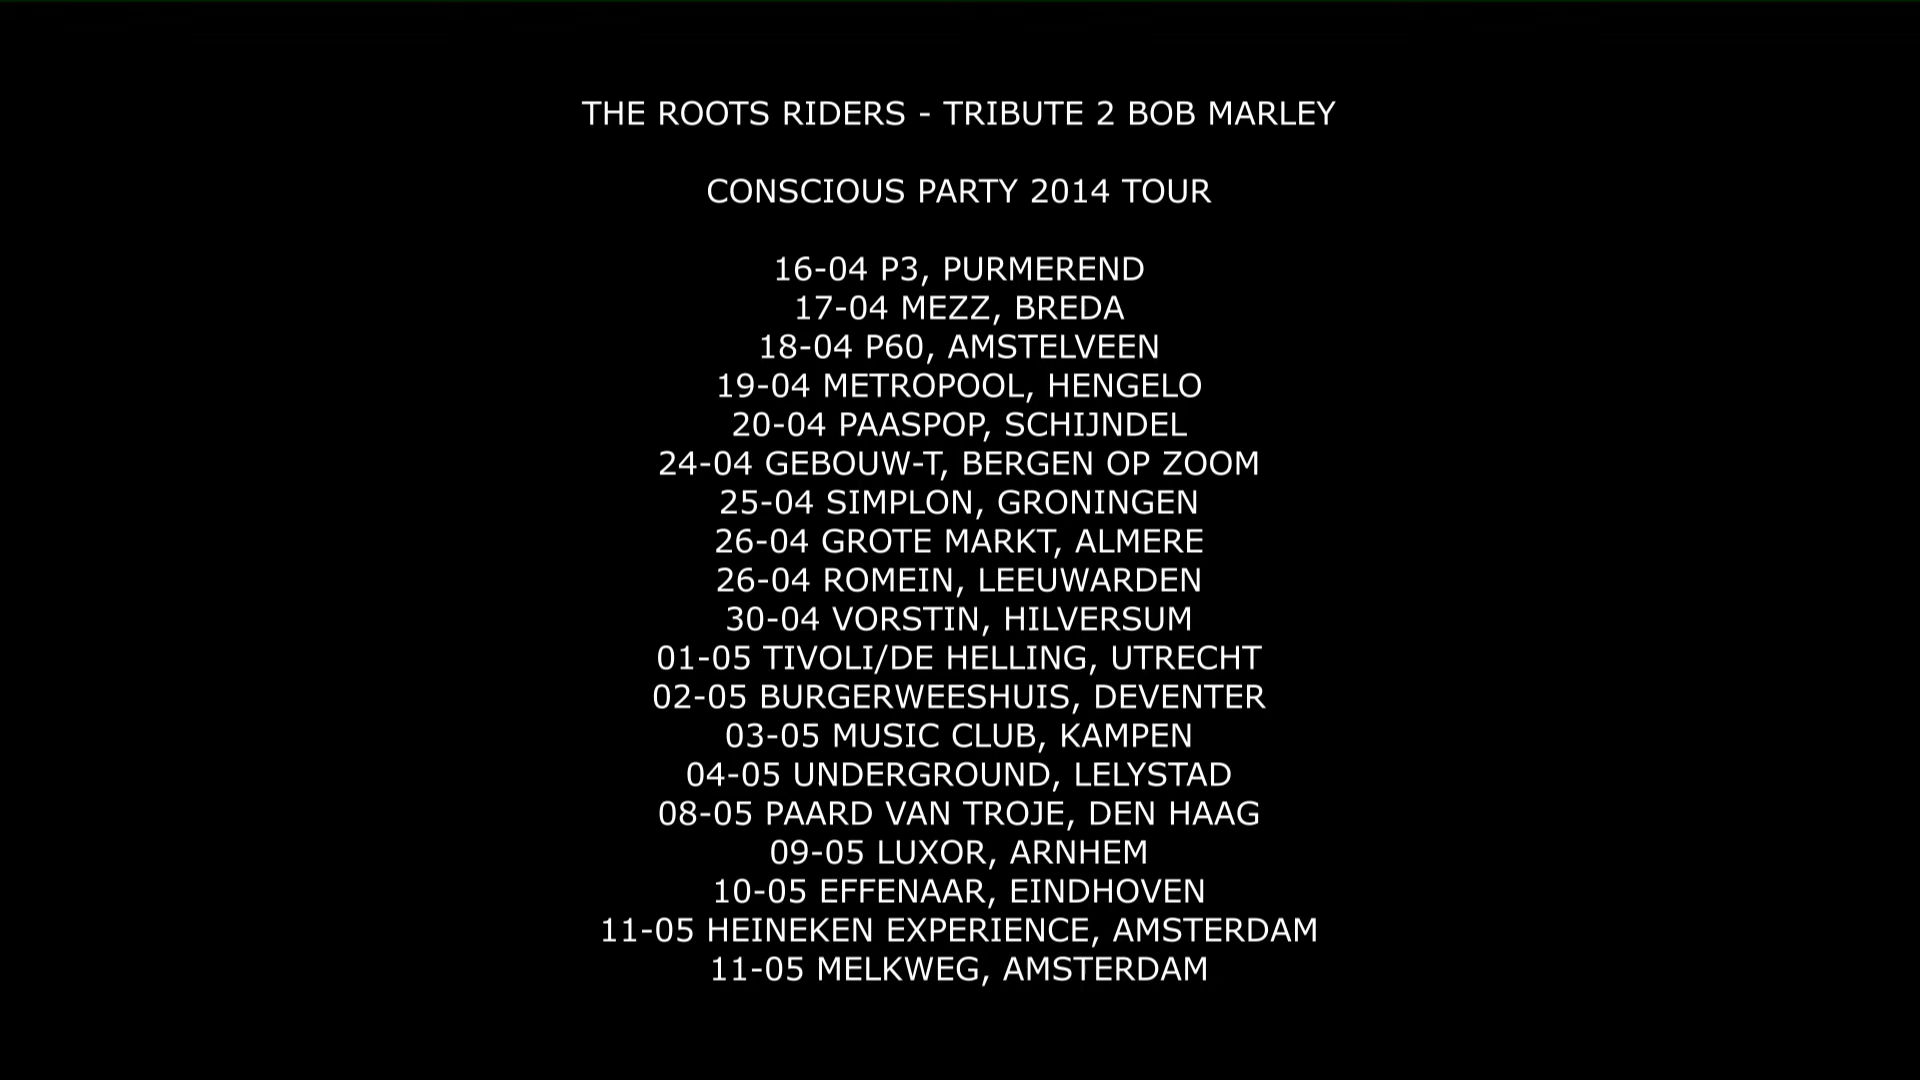 THE ROOTS RIDERS - TRIBUTE 2 BOB MARLEY
CONSCIOUS PARTY 2014 TOUR
16-04 P3, PURMEREND
17-04 MEZZ, BREDA
18-04 P60, AMSTELVEEN
19-04 METROPOOL, HENGELO
20-04 PAASPOP, SCHIJNDEL
24-04 GEBOUW-T, BERGEN OP ZOOM
25-04 SIMPLON, GRONINGEN
26-04 GROTE MARKT, ALMERE
26-04 ROMEIN, LEEUWARDEN
30-04 VORSTIN, HILVERSUM
01-05 TIVOLI/DE HELLING, UTRECHT
02-05 BURGERWEESHUIS, DEVENTER
03-05 MUSIC CLUB, KAMPEN
04-05 UNDERGROUND, LELYSTAD
08-05 PAARD VAN TROJE, DEN HAAG
09-05 LUXOR, ARNHEM
10-05 EFFENAAR, EINDHOVEN
11-05 HEINEKEN EXPERIENCE, AMSTERDAM
11-05 MELKWEG, AMSTERDAM